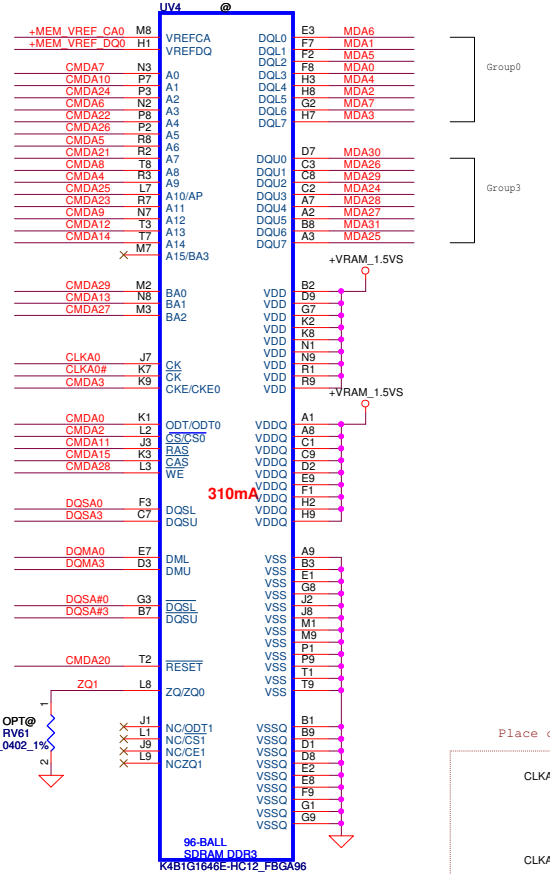 UV4 @
+MEM_VREF_CA0 M8 VREFCA DQL0 E3 MDA6
+MEM_VREF_DQ0 H1 VREFDQ DQL1 F7 MDA1
DQL2 F2 MDA5
CMDA7 N3 A0 DQL3 F8 MDA0 Group0
CMDA10 P7 A1 DQL4 H3 MDA4
CMDA24 P3 A2 DQL5 H8 MDA2
CMDA6 N2 A3 DQL6 G2 MDA7
CMDA22 P8 A4 DQL7 H7 MDA3
CMDA26 P2 A5
CMDA5 R8 A6
CMDA21 R2 A7 DQU0 D7 MDA30
CMDA8 T8 A8 DQU1 C3 MDA26
CMDA4 R3 A9 DQU2 C8 MDA29
CMDA25 L7 A10/AP DQU3 C2 MDA24 Group3
CMDA23 R7 A11 DQU4 A7 MDA28
CMDA9 N7 A12 DQU5 A2 MDA27
CMDA12 T3 A13 DQU6 B8 MDA31
CMDA14 T7 A14 DQU7 A3 MDA25
M7 A15/BA3
+VRAM_1.5VS
CMDA29 M2 BA0 VDD B2
CMDA13 N8 BA1 VDD D9
CMDA27 M3 BA2 VDD G7
VDD K2
VDD K8
VDD N1
CLKA0 J7 CK VDD N9
CLKA0# K7 CK VDD R1
CMDA3 K9 CKE/CKE0 VDD R9
+VRAM_1.5VS
CMDA0 K1 ODT/ODT0 VDDQ A1
CMDA2 L2 CS/CS0 VDDQ A8
CMDA11 J3 RAS VDDQ C1
CMDA15 K3 CAS VDDQ C9
CMDA28 L3 WE VDDQ D2
VDDQ E9
310mA VDDQ F1
DQSA0 F3 DQSL VDDQ H2
DQSA3 C7 DQSU VDDQ H9
DQMA0 E7 DML VSS A9
DQMA3 D3 DMU VSS B3
VSS E1
VSS G8
DQSA#0 G3 DQSL VSS J2
DQSA#3 B7 DQSU VSS J8
VSS M1
VSS M9
VSS P1
CMDA20 T2 RESET VSS P9
VSS T1
ZQ1 L8 ZQ/ZQ0 VSS T9
1
OPT@
RV61
_0402_1%
2
J1 NC/ODT1 VSSQ B1
L1 NC/CS1 VSSQ B9
J9 NC/CE1 VSSQ D1
L9 NCZQ1 VSSQ D8
VSSQ E2
VSSQ E8
VSSQ F9
VSSQ G1
VSSQ G9
96-BALL
SDRAM DDR3
K4B1G1646E-HC12_FBGA96
Place
CLKA
CLKA